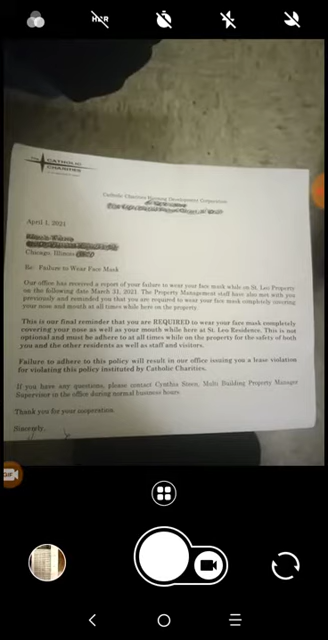 HDR
THE CATHOLIC
CHARITIES
Catholic Charities Housing Development Corporation
April 1, 2021
Chicago, Illinois
Re: Failure to Wear Face Mask
Our office has received a report of your failure to wear your face mask while on St. Leo Property
on the following date March 31, 2021. The Property Management staff have also met with you
previously and reminded you that you are required to wear your face mask completely covering
your nose and mouth at all times while here on the property.
This is our final reminder that you are REQUIRED to wear your face mask completely
covering your nose as well as your mouth while here at St. Leo Residence. This is not
optional and must be adhere to at all times while on the property for the safety of both
you and the other residents as well as staff and visitors.
Failure to adhere to this policy will result in our office issuing you a lease violation
for violating this policy instituted by Catholic Charities.
If you have any questions, please contact Cynthia Simes, Multi Building Property Manager
Supervisor in the office during normal business hours
Thank you for your cooperation.
Sincerely,
GIF